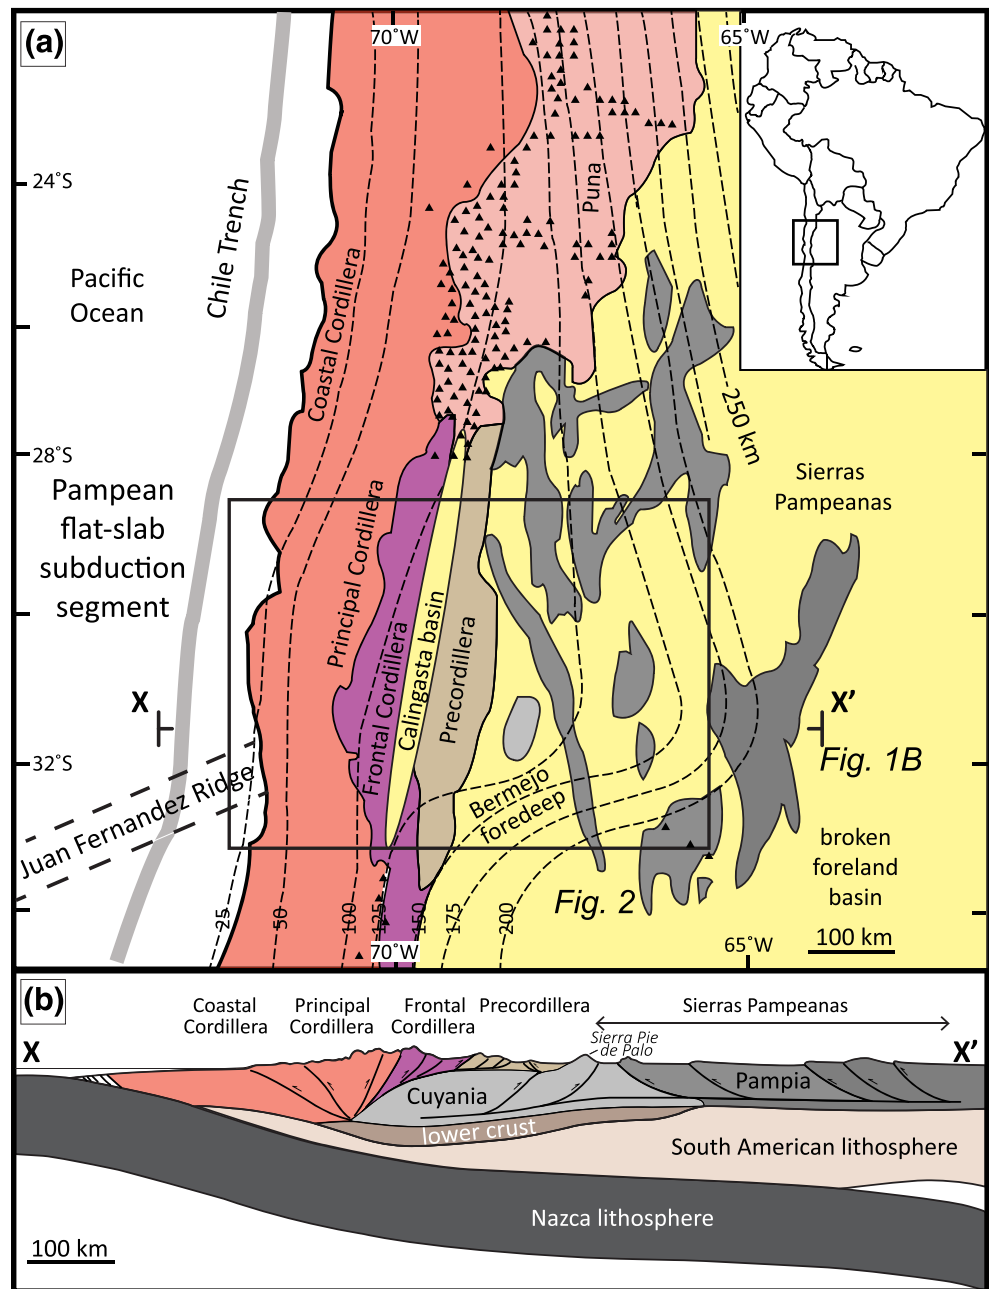 (a)
70˚W
65˚W
24˚S
Chile Trench
Puna
Pacific
Ocean
Coastal Cordillera
250 km
28˚S
Sierras
Pampeanas
Pampean
flat-slab
subduction
segment
Principal Cordillera
Frontal Cordillera
Calingasta basin
Precordillera
X
X’
Fig. 1B
32˚S
Juan Fernandez Ridge
Bermejo
foredeep
broken
foreland
basin
Fig. 2
25
50
100
125
150
175
200
70˚W
65˚W
100 km
(b)
Coastal
Cordillera
Principal
Cordillera
Frontal
Cordillera
Precordillera
Sierras Pampeanas
X
Sierra Pie
de Palo
X’
Cuyania
Pampia
lower crust
South American lithosphere
Nazca lithosphere
100 km